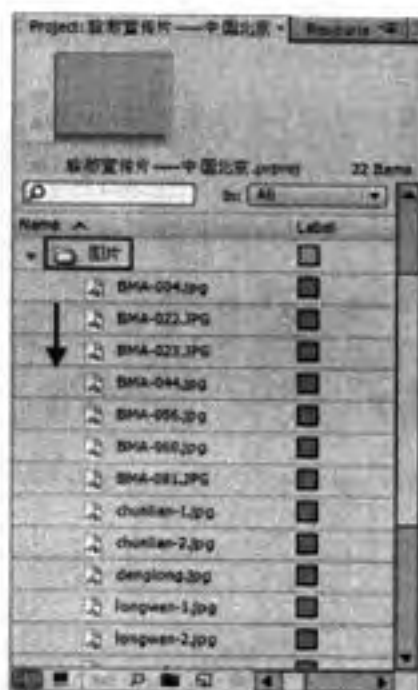 Project: 旅游宣传片——中国北京
Resource
旅游宣传片——中国北京.prproj 22 Items
In: All
Name Label
图片
BMA-004.jpg
BMA-022.JPG
BMA-023.JPG
BMA-044.jpg
BMA-056.jpg
BMA-060.jpg
BMA-081.JPG
chunlian-1.jpg
chunlian-2.jpg
denglong.jpg
longwen-1.jpg
longwen-2.jpg